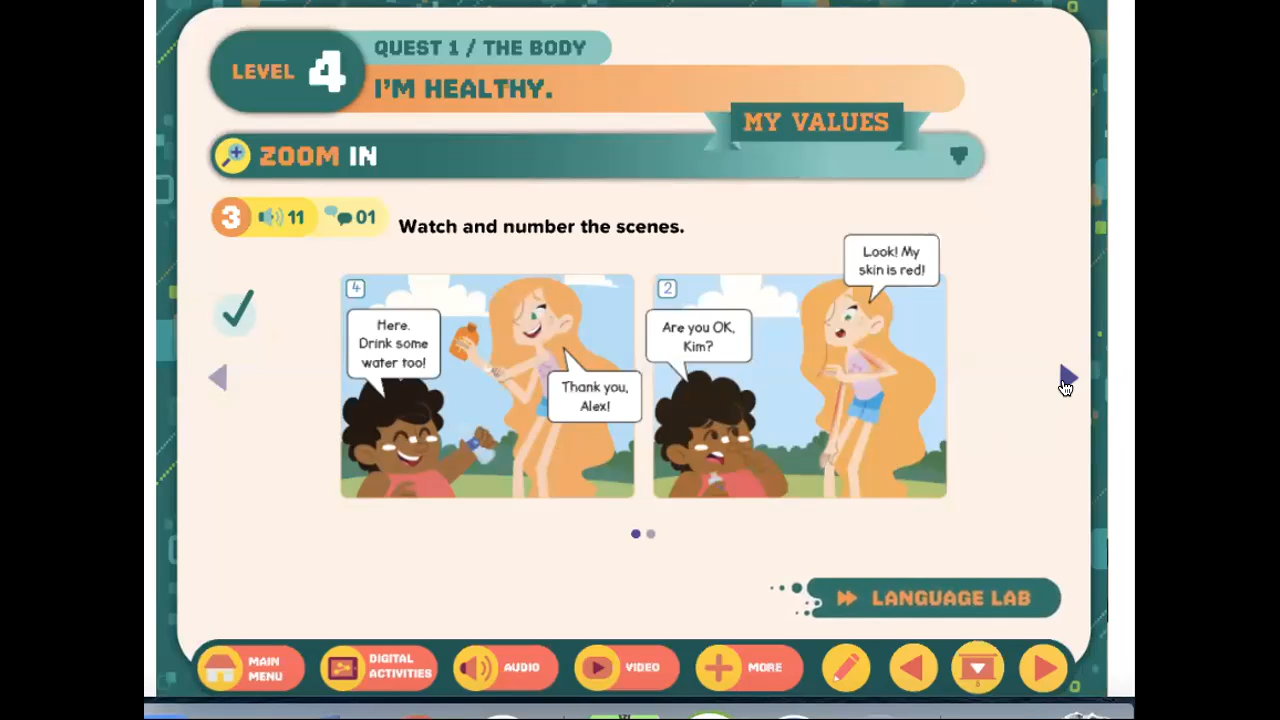 LEVEL 4
QUEST 1 / THE BODY
I'M HEALTHY.
MY VALUES
ZOOM IN
3 11 01
Watch and number the scenes.
4
Here.
Drink some
water too!
Thank you,
Alex!
2
Are you OK,
Kim?
Look! My
skin is red!
LANGUAGE LAB
MAIN
MENU
DIGITAL
ACTIVITIES
AUDIO
VIDEO
MORE
6